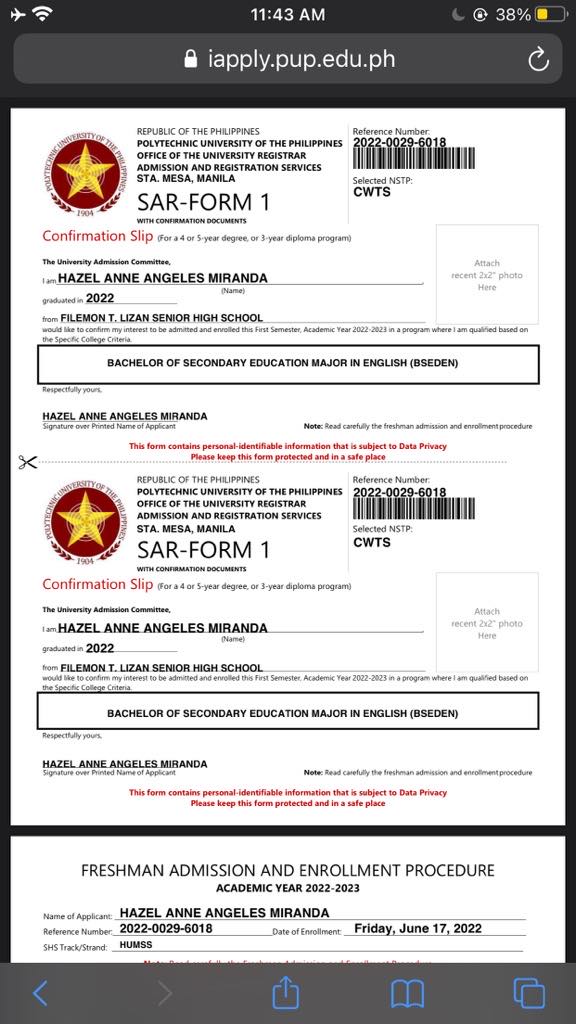 11:43 AM
38%
iapply.pup.edu.ph
POLYTECHNIC UNIVERSITY OF THE PHILIPPINES
1904
REPUBLIC OF THE PHILIPPINES
POLYTECHNIC UNIVERSITY OF THE PHILIPPINES
OFFICE OF THE UNIVERSITY REGISTRAR
ADMISSION AND REGISTRATION SERVICES
STA. MESA, MANILA
SAR-FORM 1
WITH CONFIRMATION DOCUMENTS
Reference Number:
2022-0029-6018
Selected NSTP:
CWTS
Confirmation Slip (For a 4 or 5-year degree, or 3-year diploma program)
Attach
recent 2x2" photo
Here
The University Admission Committee,
I am HAZEL ANNE ANGELES MIRANDA
(Name)
graduated in 2022
from FILEMON T. LIZAN SENIOR HIGH SCHOOL
would like to confirm my interest to be admitted and enrolled this First Semester, Academic Year 2022-2023 in a program where I am qualified based on
the Specific College Criteria.
BACHELOR OF SECONDARY EDUCATION MAJOR IN ENGLISH (BSEDEN)
Respectfully yours,
HAZEL ANNE ANGELES MIRANDA
Signature over Printed Name of Applicant
Note: Read carefully the freshman admission and enrollment procedure
This form contains personal-identifiable information that is subject to Data Privacy
Please keep this form protected and in a safe place
POLYTECHNIC UNIVERSITY OF THE PHILIPPINES
1904
REPUBLIC OF THE PHILIPPINES
POLYTECHNIC UNIVERSITY OF THE PHILIPPINES
OFFICE OF THE UNIVERSITY REGISTRAR
ADMISSION AND REGISTRATION SERVICES
STA. MESA, MANILA
SAR-FORM 1
WITH CONFIRMATION DOCUMENTS
Reference Number:
2022-0029-6018
Selected NSTP:
CWTS
Confirmation Slip (For a 4 or 5-year degree, or 3-year diploma program)
Attach
recent 2x2" photo
Here
The University Admission Committee,
I am HAZEL ANNE ANGELES MIRANDA
(Name)
graduated in 2022
from FILEMON T. LIZAN SENIOR HIGH SCHOOL
would like to confirm my interest to be admitted and enrolled this First Semester, Academic Year 2022-2023 in a program where I am qualified based on
the Specific College Criteria.
BACHELOR OF SECONDARY EDUCATION MAJOR IN ENGLISH (BSEDEN)
Respectfully yours,
HAZEL ANNE ANGELES MIRANDA
Signature over Printed Name of Applicant
Note: Read carefully the freshman admission and enrollment procedure
This form contains personal-identifiable information that is subject to Data Privacy
Please keep this form protected and in a safe place
FRESHMAN ADMISSION AND ENROLLMENT PROCEDURE
ACADEMIC YEAR 2022-2023
Name of Applicant: HAZEL ANNE ANGELES MIRANDA
Reference Number: 2022-0029-6018 Date of Enrollment: Friday, June 17, 2022
SHS Track/Strand: HUMSS